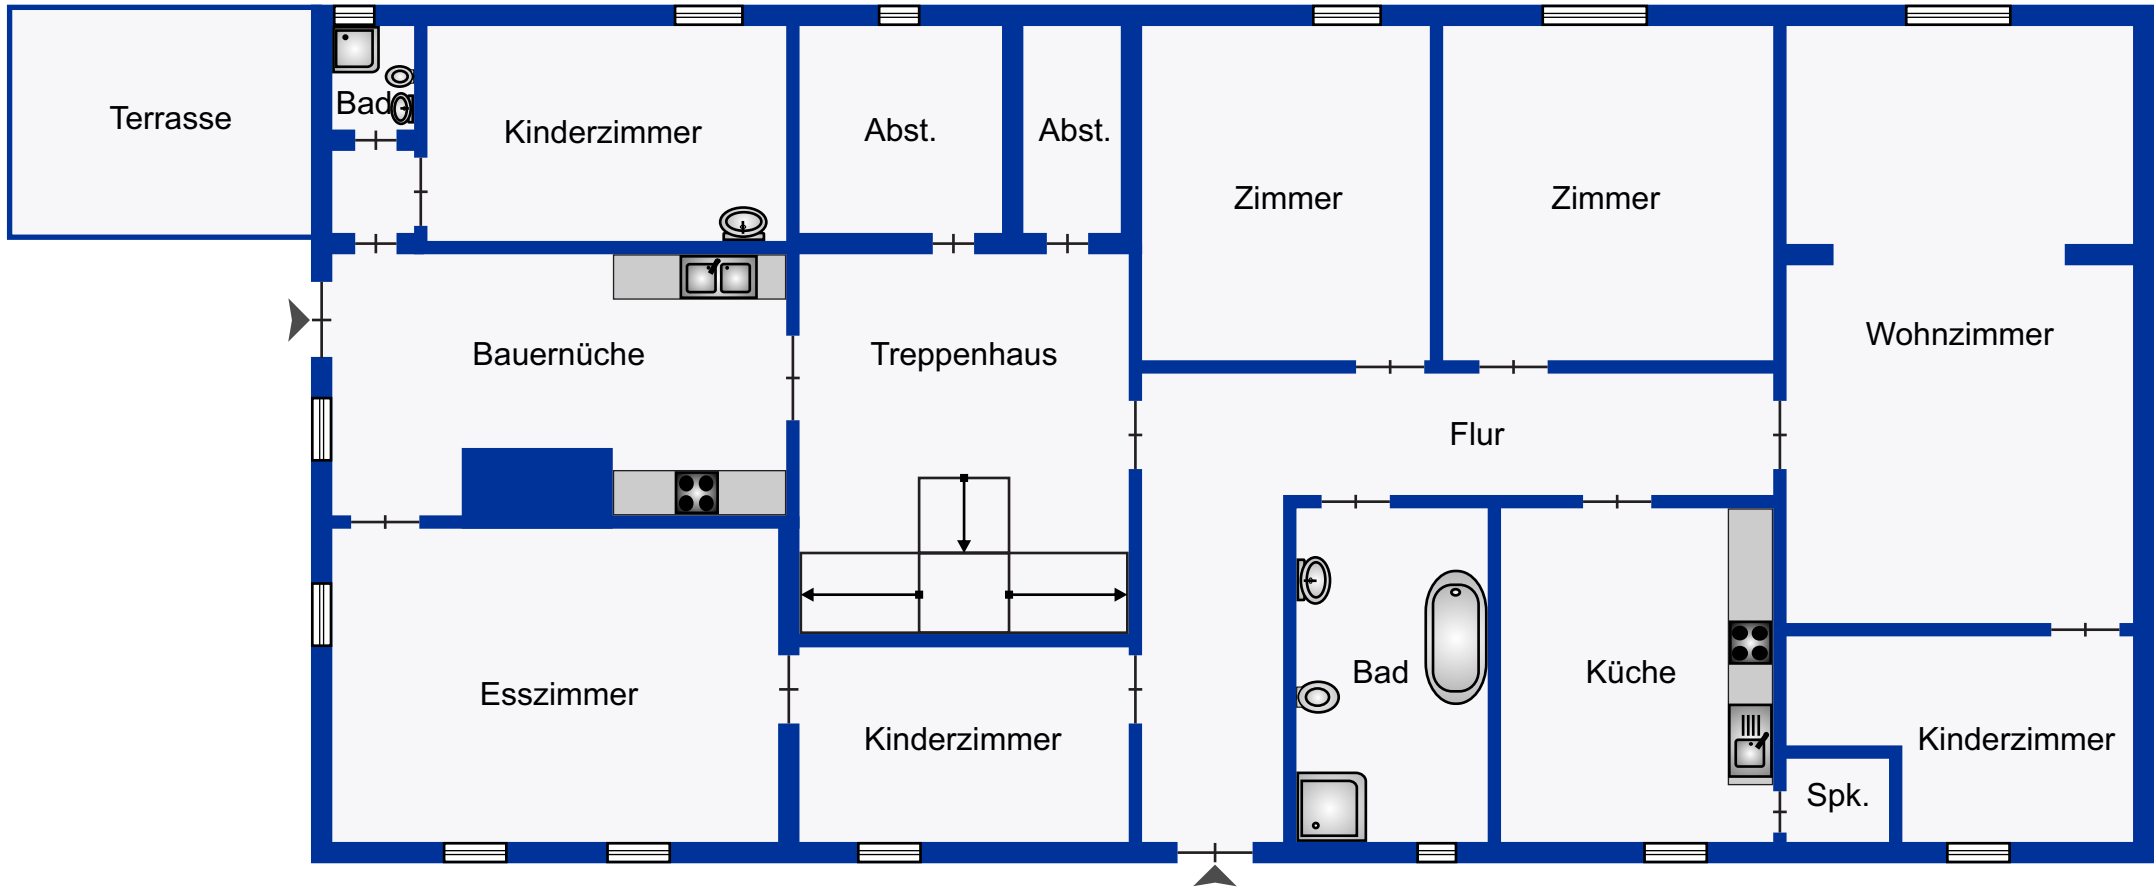 Terrasse
Bad
Kinderzimmer
Abst.
Abst.
Zimmer
Zimmer
Wohnzimmer
Bauernüche
Treppenhaus
Flur
Esszimmer
Kinderzimmer
Bad
Küche
Kinderzimmer
Spk.